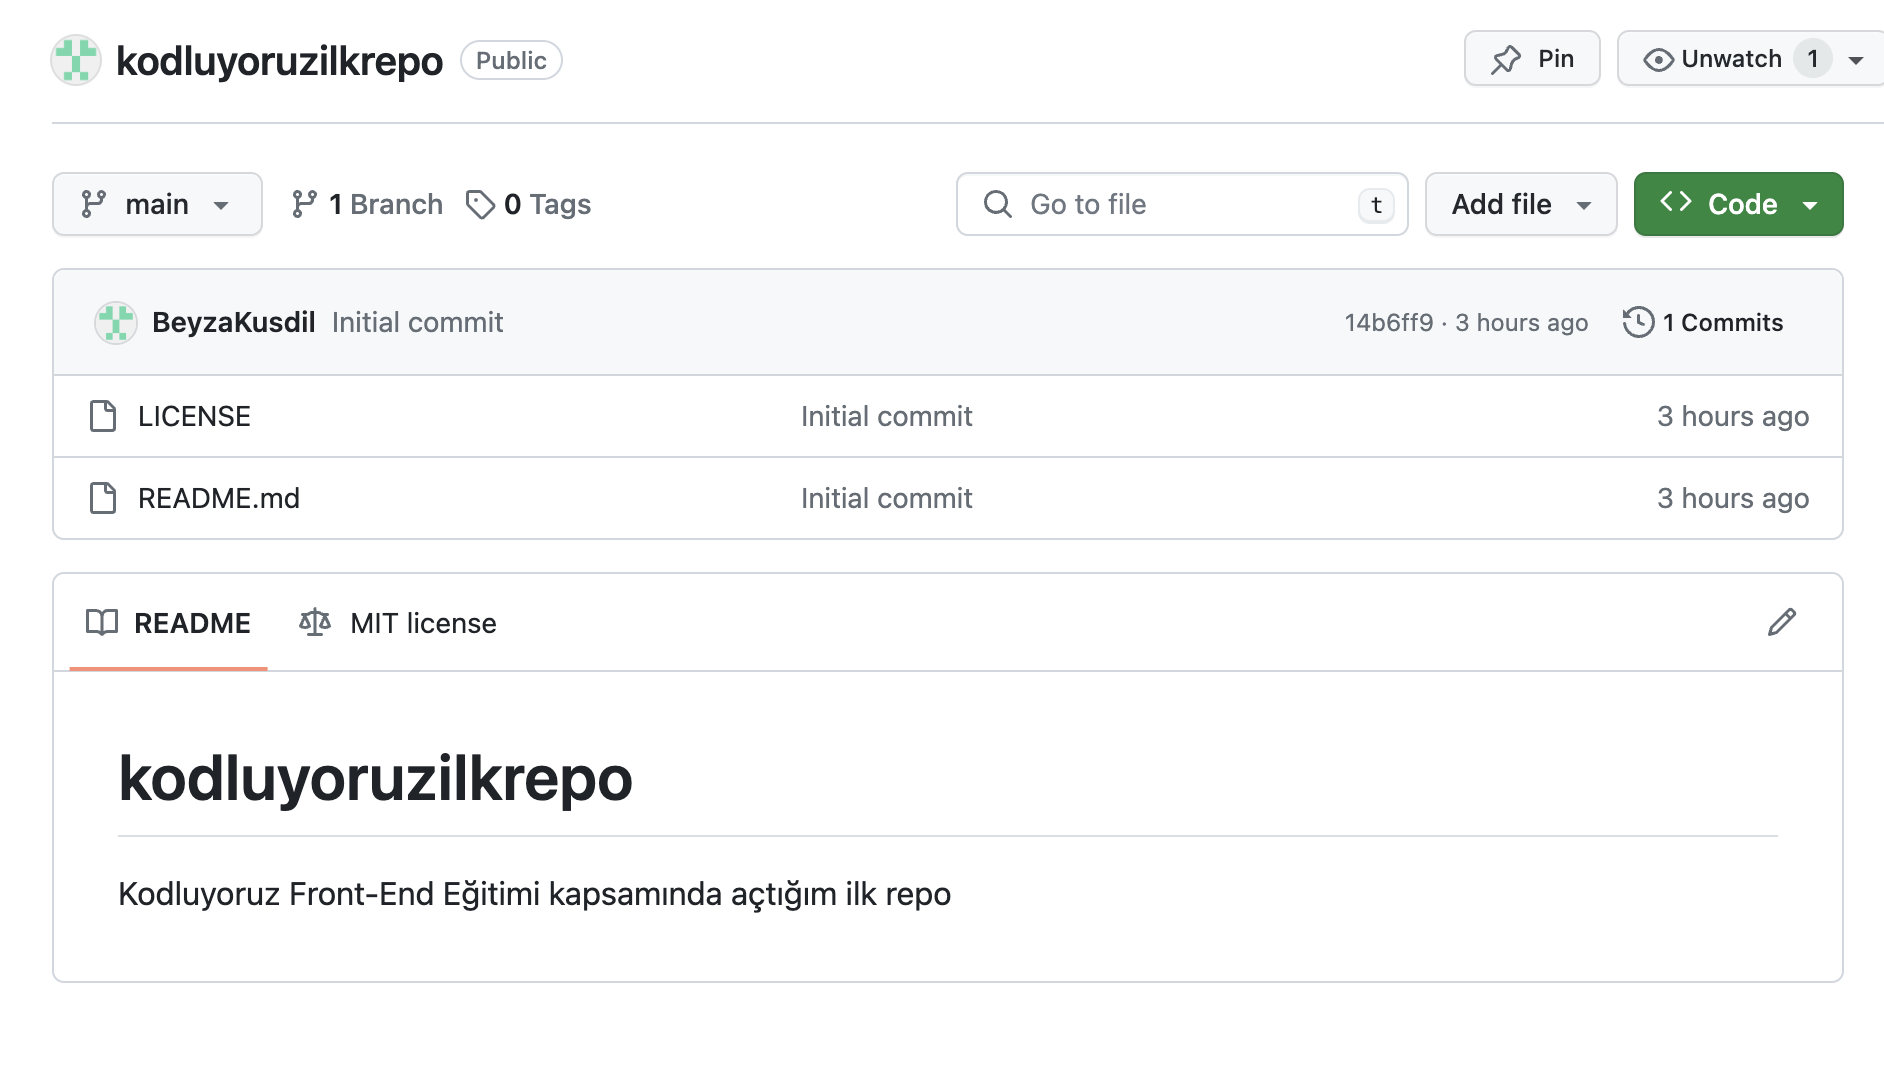 kodluyoruzilkrepo Public Pin Unwatch 1
main 1 Branch 0 Tags Go to file t Add file Code
BeyzaKusdil Initial commit 14b6ff9 · 3 hours ago 1 Commits
LICENSE Initial commit 3 hours ago
README.md Initial commit 3 hours ago
README MIT license
kodluyoruzilkrepo
Kodluyoruz Front-End Eğitimi kapsamında açtığım ilk repo